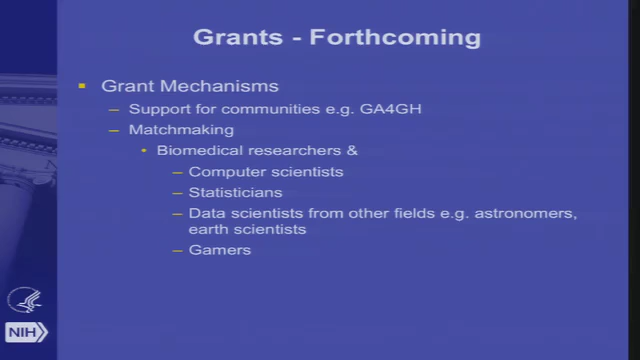 Grants - Forthcoming
Grant Mechanisms
– Support for communities e.g. GA4GH
– Matchmaking
• Biomedical researchers &
– Computer scientists
– Statisticians
– Data scientists from other fields e.g. astronomers,
earth scientists
– Gamers
NIH